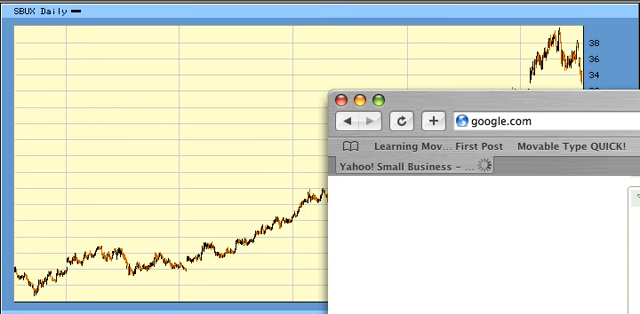 SBUX Daily
38
36
34
google.com
Learning Mov... First Post Movable Type QUICK!
Yahoo! Small Business – ...